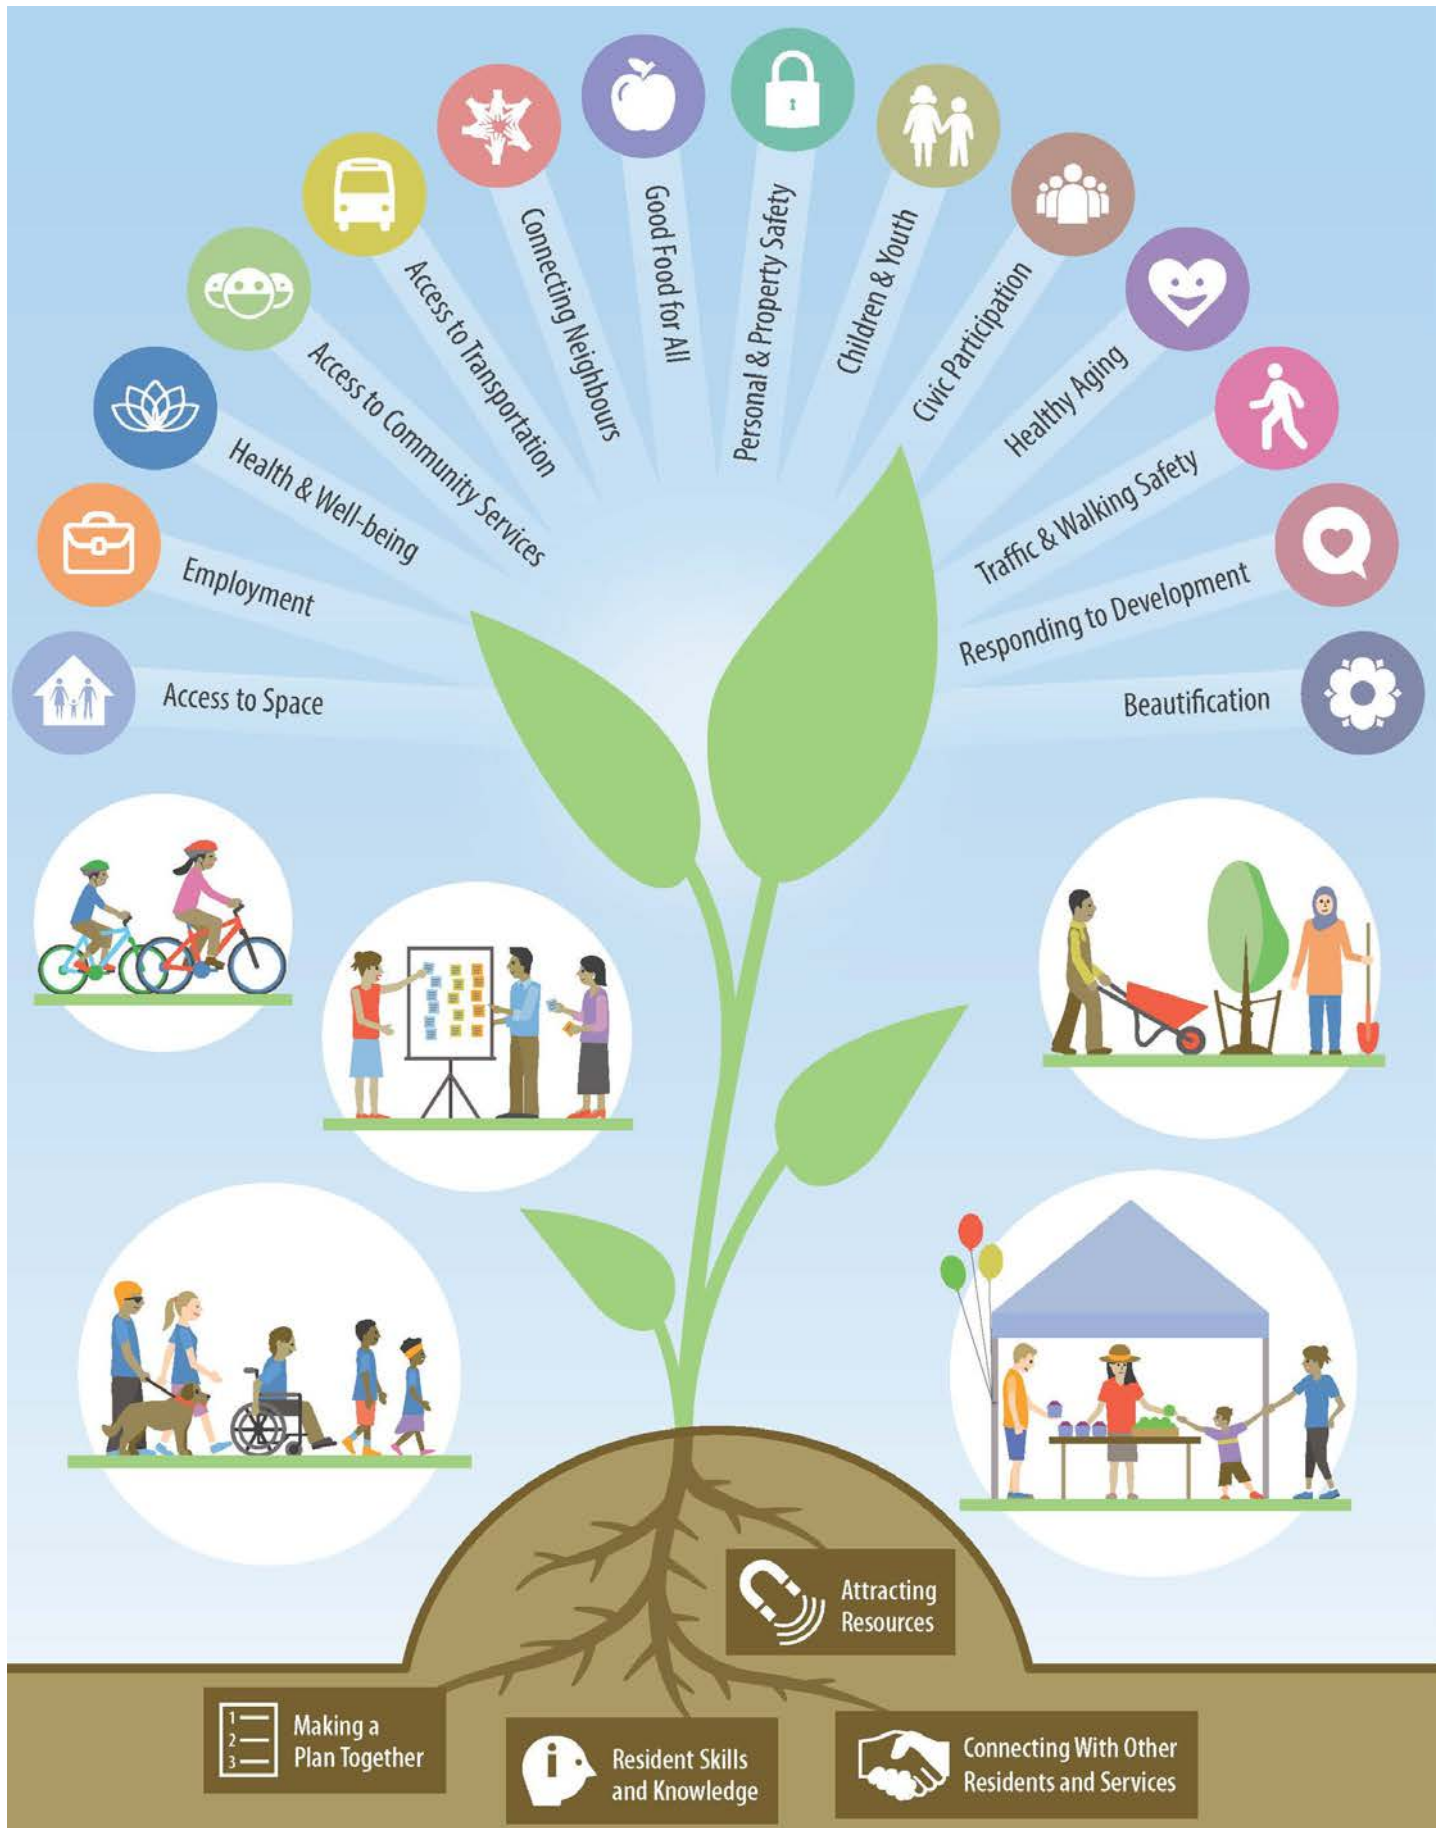 Access to Space
Employment
Health & Well-being
Access to Community Services
Access to Transportation
Connecting Neighbours
Good Food for All
Personal & Property Safety
Children & Youth
Civic Participation
Healthy Aging
Traffic & Walking Safety
Responding to Development
Beautification
Attracting
Resources
1
2
3
Making a
Plan Together
i
Resident Skills
and Knowledge
Connecting With Other
Residents and Services